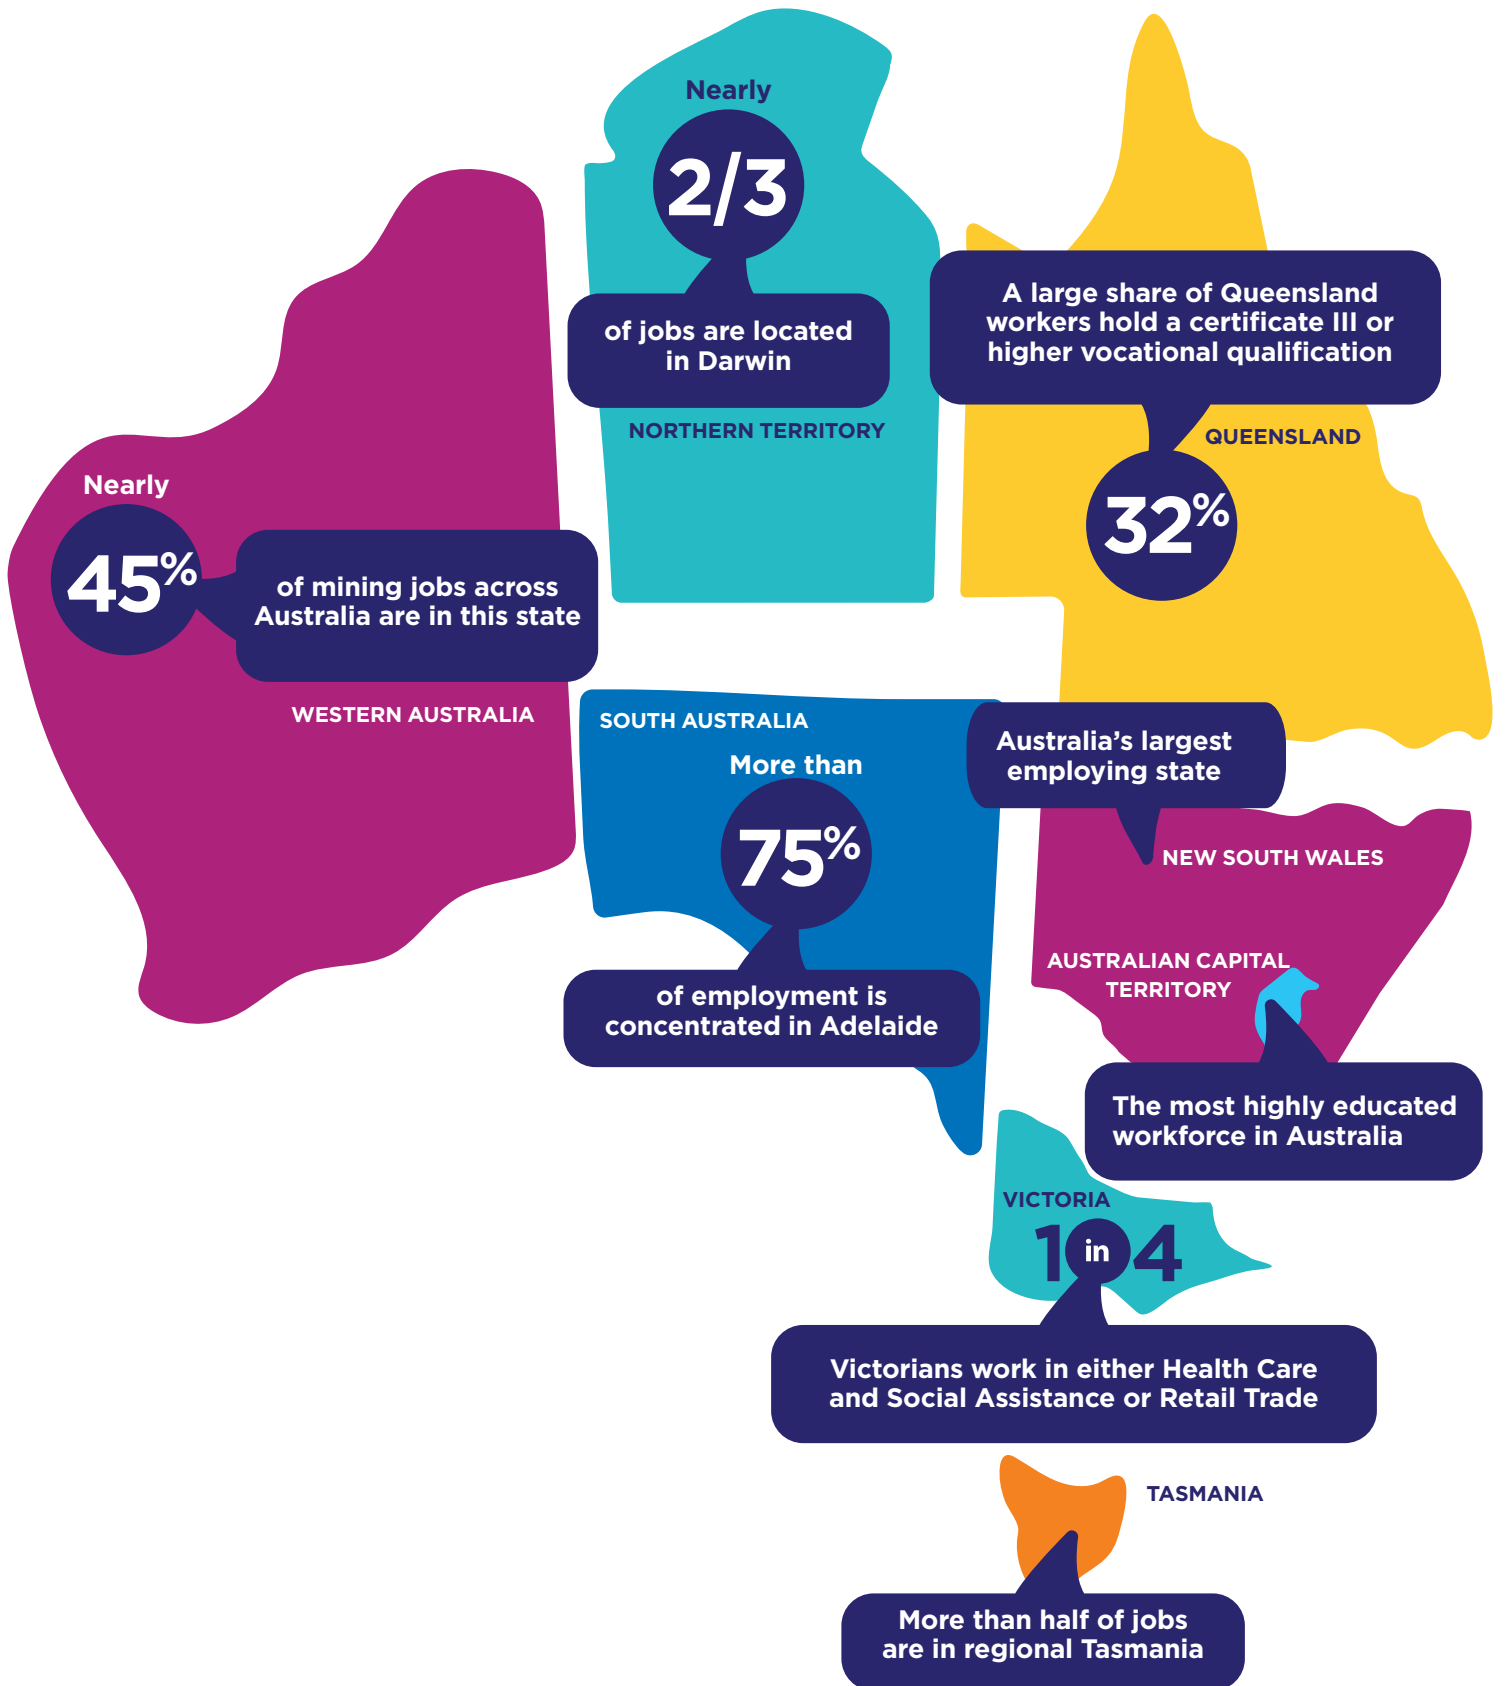 Nearly
2/3
of jobs are located
in Darwin
NORTHERN TERRITORY
A large share of Queensland
workers hold a certificate III or
higher vocational qualification
QUEENSLAND
32%
Nearly
45%
of mining jobs across
Australia are in this state
WESTERN AUSTRALIA
SOUTH AUSTRALIA
More than
75%
of employment is
concentrated in Adelaide
Australia’s largest
employing state
NEW SOUTH WALES
AUSTRALIAN CAPITAL
TERRITORY
The most highly educated
workforce in Australia
VICTORIA
1 in 4
Victorians work in either Health Care
and Social Assistance or Retail Trade
TASMANIA
More than half of jobs
are in regional Tasmania